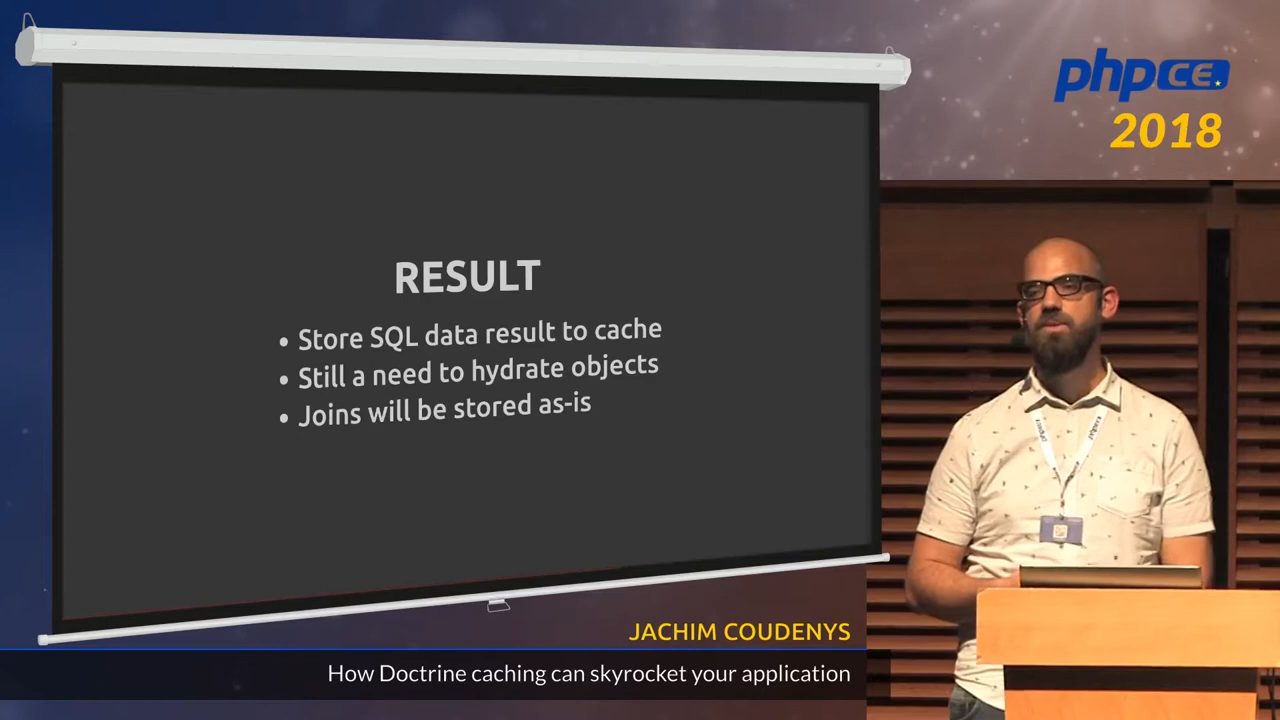 phpCE.
2018
RESULT
• Store SQL data result to cache
• Still a need to hydrate objects
• Joins will be stored as-is
JACHIM COUDENYS
How Doctrine caching can skyrocket your application